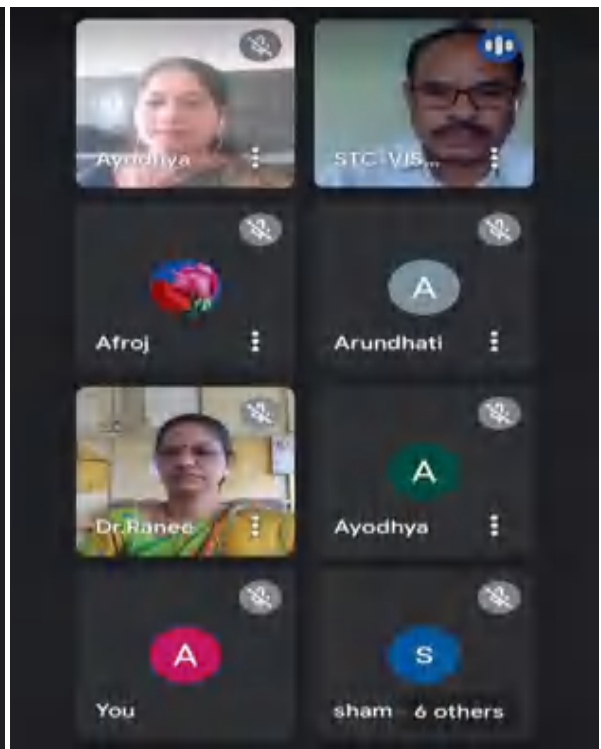 Ayodhya
STC-VJS...
Afroj
A
Arundhati
Dr.Ranee
A
Ayodhya
A
You
S
sham 6 others